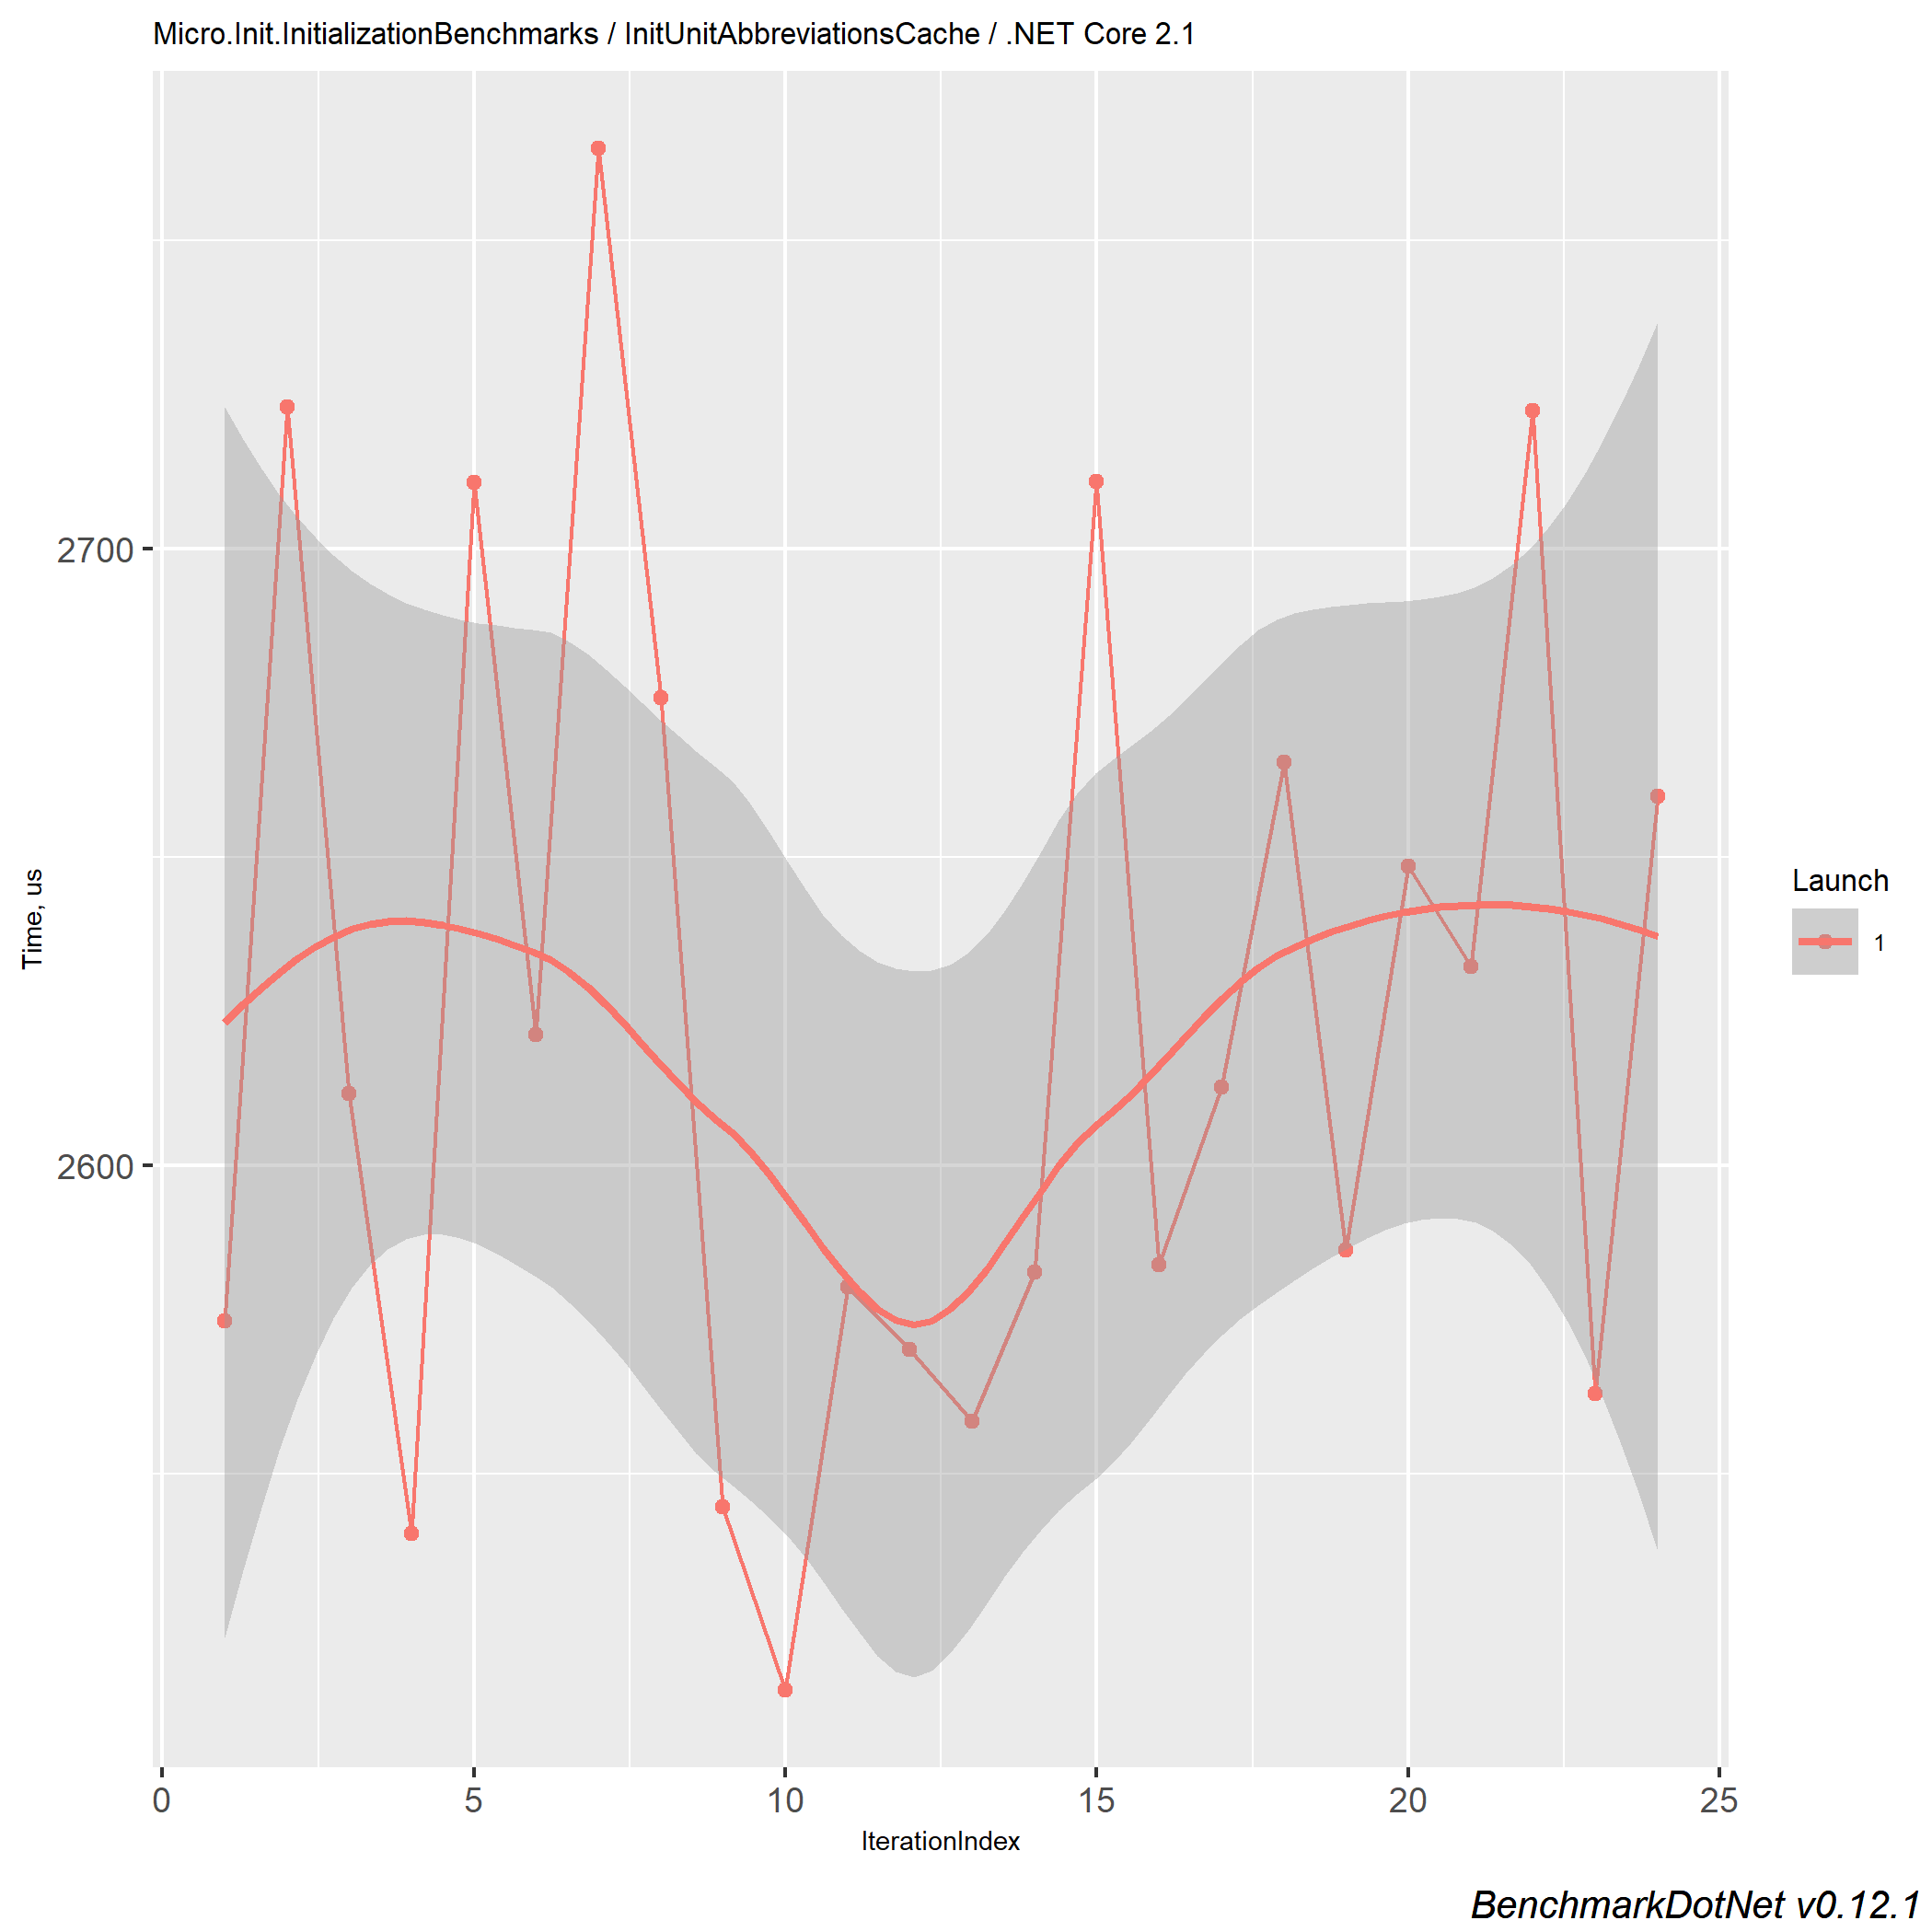 Micro.Init.InitializationBenchmarks / InitUnitAbbreviationsCache / .NET Core 2.1
2700
2600
Time, us
0 5 10 15 20 25
IterationIndex
Launch
1
BenchmarkDotNet v0.12.1